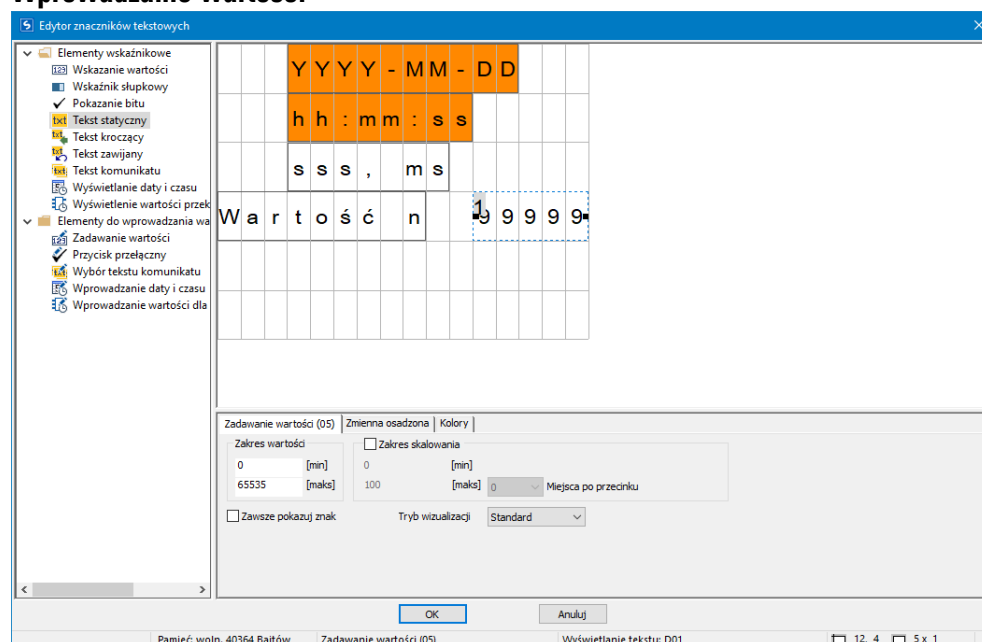 Wprowadzanie wartości
Edytor znaczników tekstowych
Elementy wskaźnikowe
Wskazanie wartości
Wskaźnik słupkowy
Pokazanie bitu
txt Tekst statyczny
Tekst kroczący
Tekst zawijany
Tekst komunikatu
Wyświetlanie daty i czasu
Wyświetlenie wartości przek
Elementy do wprowadzania wa
Zadawanie wartości
Przycisk przełączny
Wybór tekstu komunikatu
Wprowadzanie daty i czasu
Wprowadzanie wartości dla
YYYY-MM-DD
hh:mm:ss
sss, ms
Wartość n 1 99999
Zadawanie wartości (05) Zmienna osadzona Kolory
Zakres wartości Zakres skalowania
0 [min] 0 [min]
65535 [maks] 100 [maks] 0 Miejsca po przecinku
Zawsze pokazuj znak Tryb wizualizacji Standard
OK Anuluj
Pamięć: woln. 40364 Bajtów Zadawanie wartości (05) Wyświetlanie tekstu: D01 12, 4 5 x 1